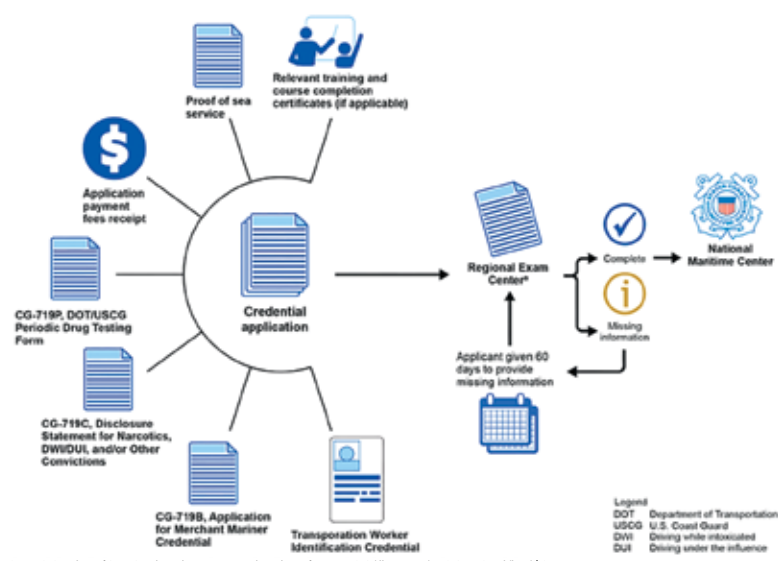 Proof of sea
service
Relevant training and
course completion
certificates (if applicable)
$
Application
payment
fees receipt
CG-719P, DOT/USCG
Periodic Drug Testing
Form
CG-719C, Disclosure
Statement for Narcotics,
DWI/DUI, and/or Other
Convictions
CG-719B, Application
for Merchant Mariner
Credential
Transporation Worker
Identification Credential
Credential
application
Regional Exam
Center*
Complete
Missing
information
National
Maritime Center
Applicant given 60
days to provide
missing information
Legend
DOT Department of Transportation
USCG U.S. Coast Guard
DWI Driving while intoxicated
DUI Driving under the influence